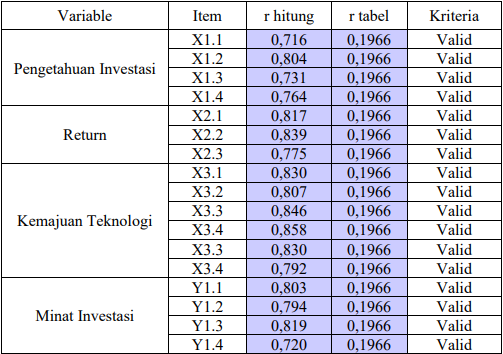 Variable Item r hitung r tabel Kriteria
Pengetahuan Investasi X1.1 0,716 0,1966 Valid
X1.2 0,804 0,1966 Valid
X1.3 0,731 0,1966 Valid
X1.4 0,764 0,1966 Valid
Return X2.1 0,817 0,1966 Valid
X2.2 0,839 0,1966 Valid
X2.3 0,775 0,1966 Valid
Kemajuan Teknologi X3.1 0,830 0,1966 Valid
X3.2 0,807 0,1966 Valid
X3.3 0,846 0,1966 Valid
X3.4 0,858 0,1966 Valid
X3.3 0,830 0,1966 Valid
X3.4 0,792 0,1966 Valid
Minat Investasi Y1.1 0,803 0,1966 Valid
Y1.2 0,794 0,1966 Valid
Y1.3 0,819 0,1966 Valid
Y1.4 0,720 0,1966 Valid